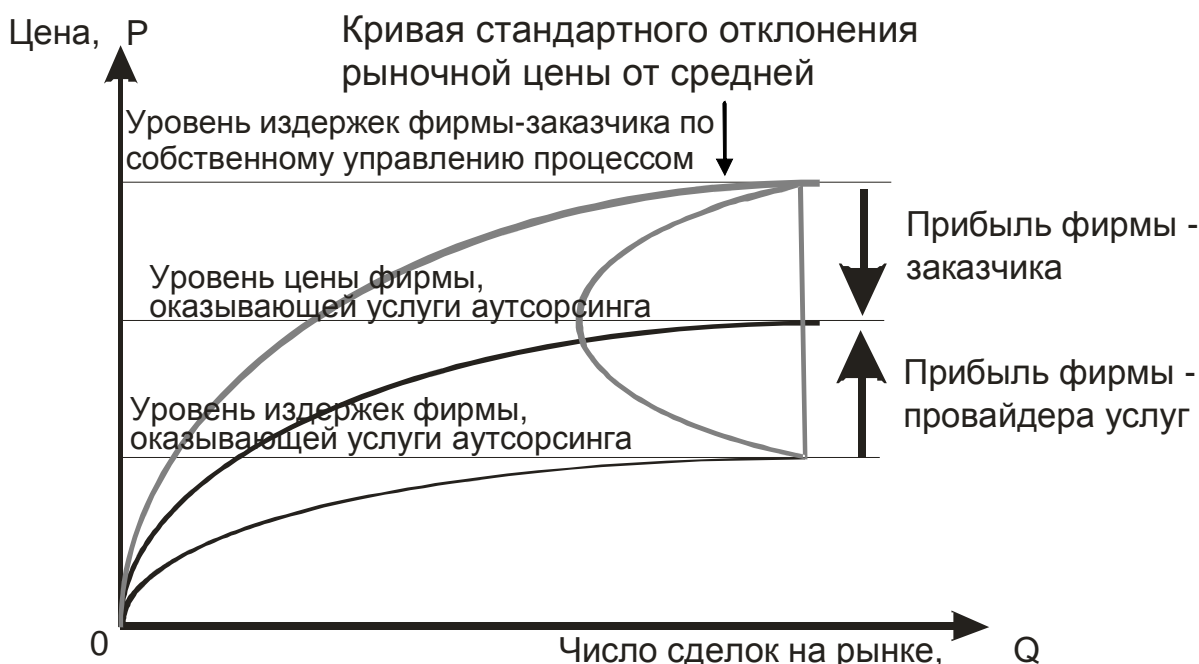 Цена, P
Кривая стандартного отклонения
рыночной цены от средней
Уровень издержек фирмы-заказчика по
собственному управлению процессом
Прибыль фирмы -
заказчика
Уровень цены фирмы,
оказывающей услуги аутсорсинга
Прибыль фирмы -
провайдера услуг
Уровень издержек фирмы,
оказывающей услуги аутсорсинга
0
Число сделок на рынке, Q